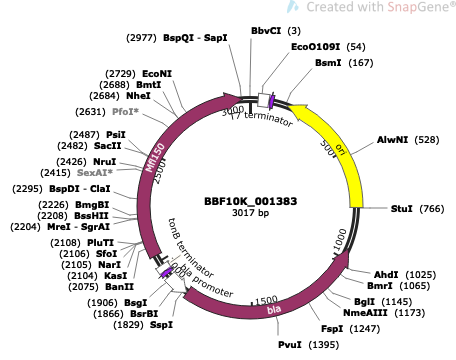 Created with SnapGene®
(2977) BspQI - SapI
BbvCI (3)
EcoO109I (54)
BsmI (167)
(2729) EcoNI
(2688) BmtI
(2684) NheI
(2631) PfoI*
(2487) PsiI
(2482) SacII
(2426) NruI
(2415) SexAI*
(2295) BspDI - ClaI
(2226) BmgBI
(2208) BssHII
(2204) MreI - SgrAI
(2108) PluTI
(2106) SfoI
(2105) NarI
(2104) KasI
(2075) BanII
(1906) BsgI
(1866) BsrBI
(1829) SspI
AlwNI (528)
StuI (766)
AhdI (1025)
BmrI (1065)
BglI (1145)
NmeAIII (1173)
FspI (1247)
PvuI (1395)
3000
T7 terminator
ori
500
1000
1500
bla
bla promoter
tonB terminator
2500
Mfl150
BBF10K_001383
3017 bp